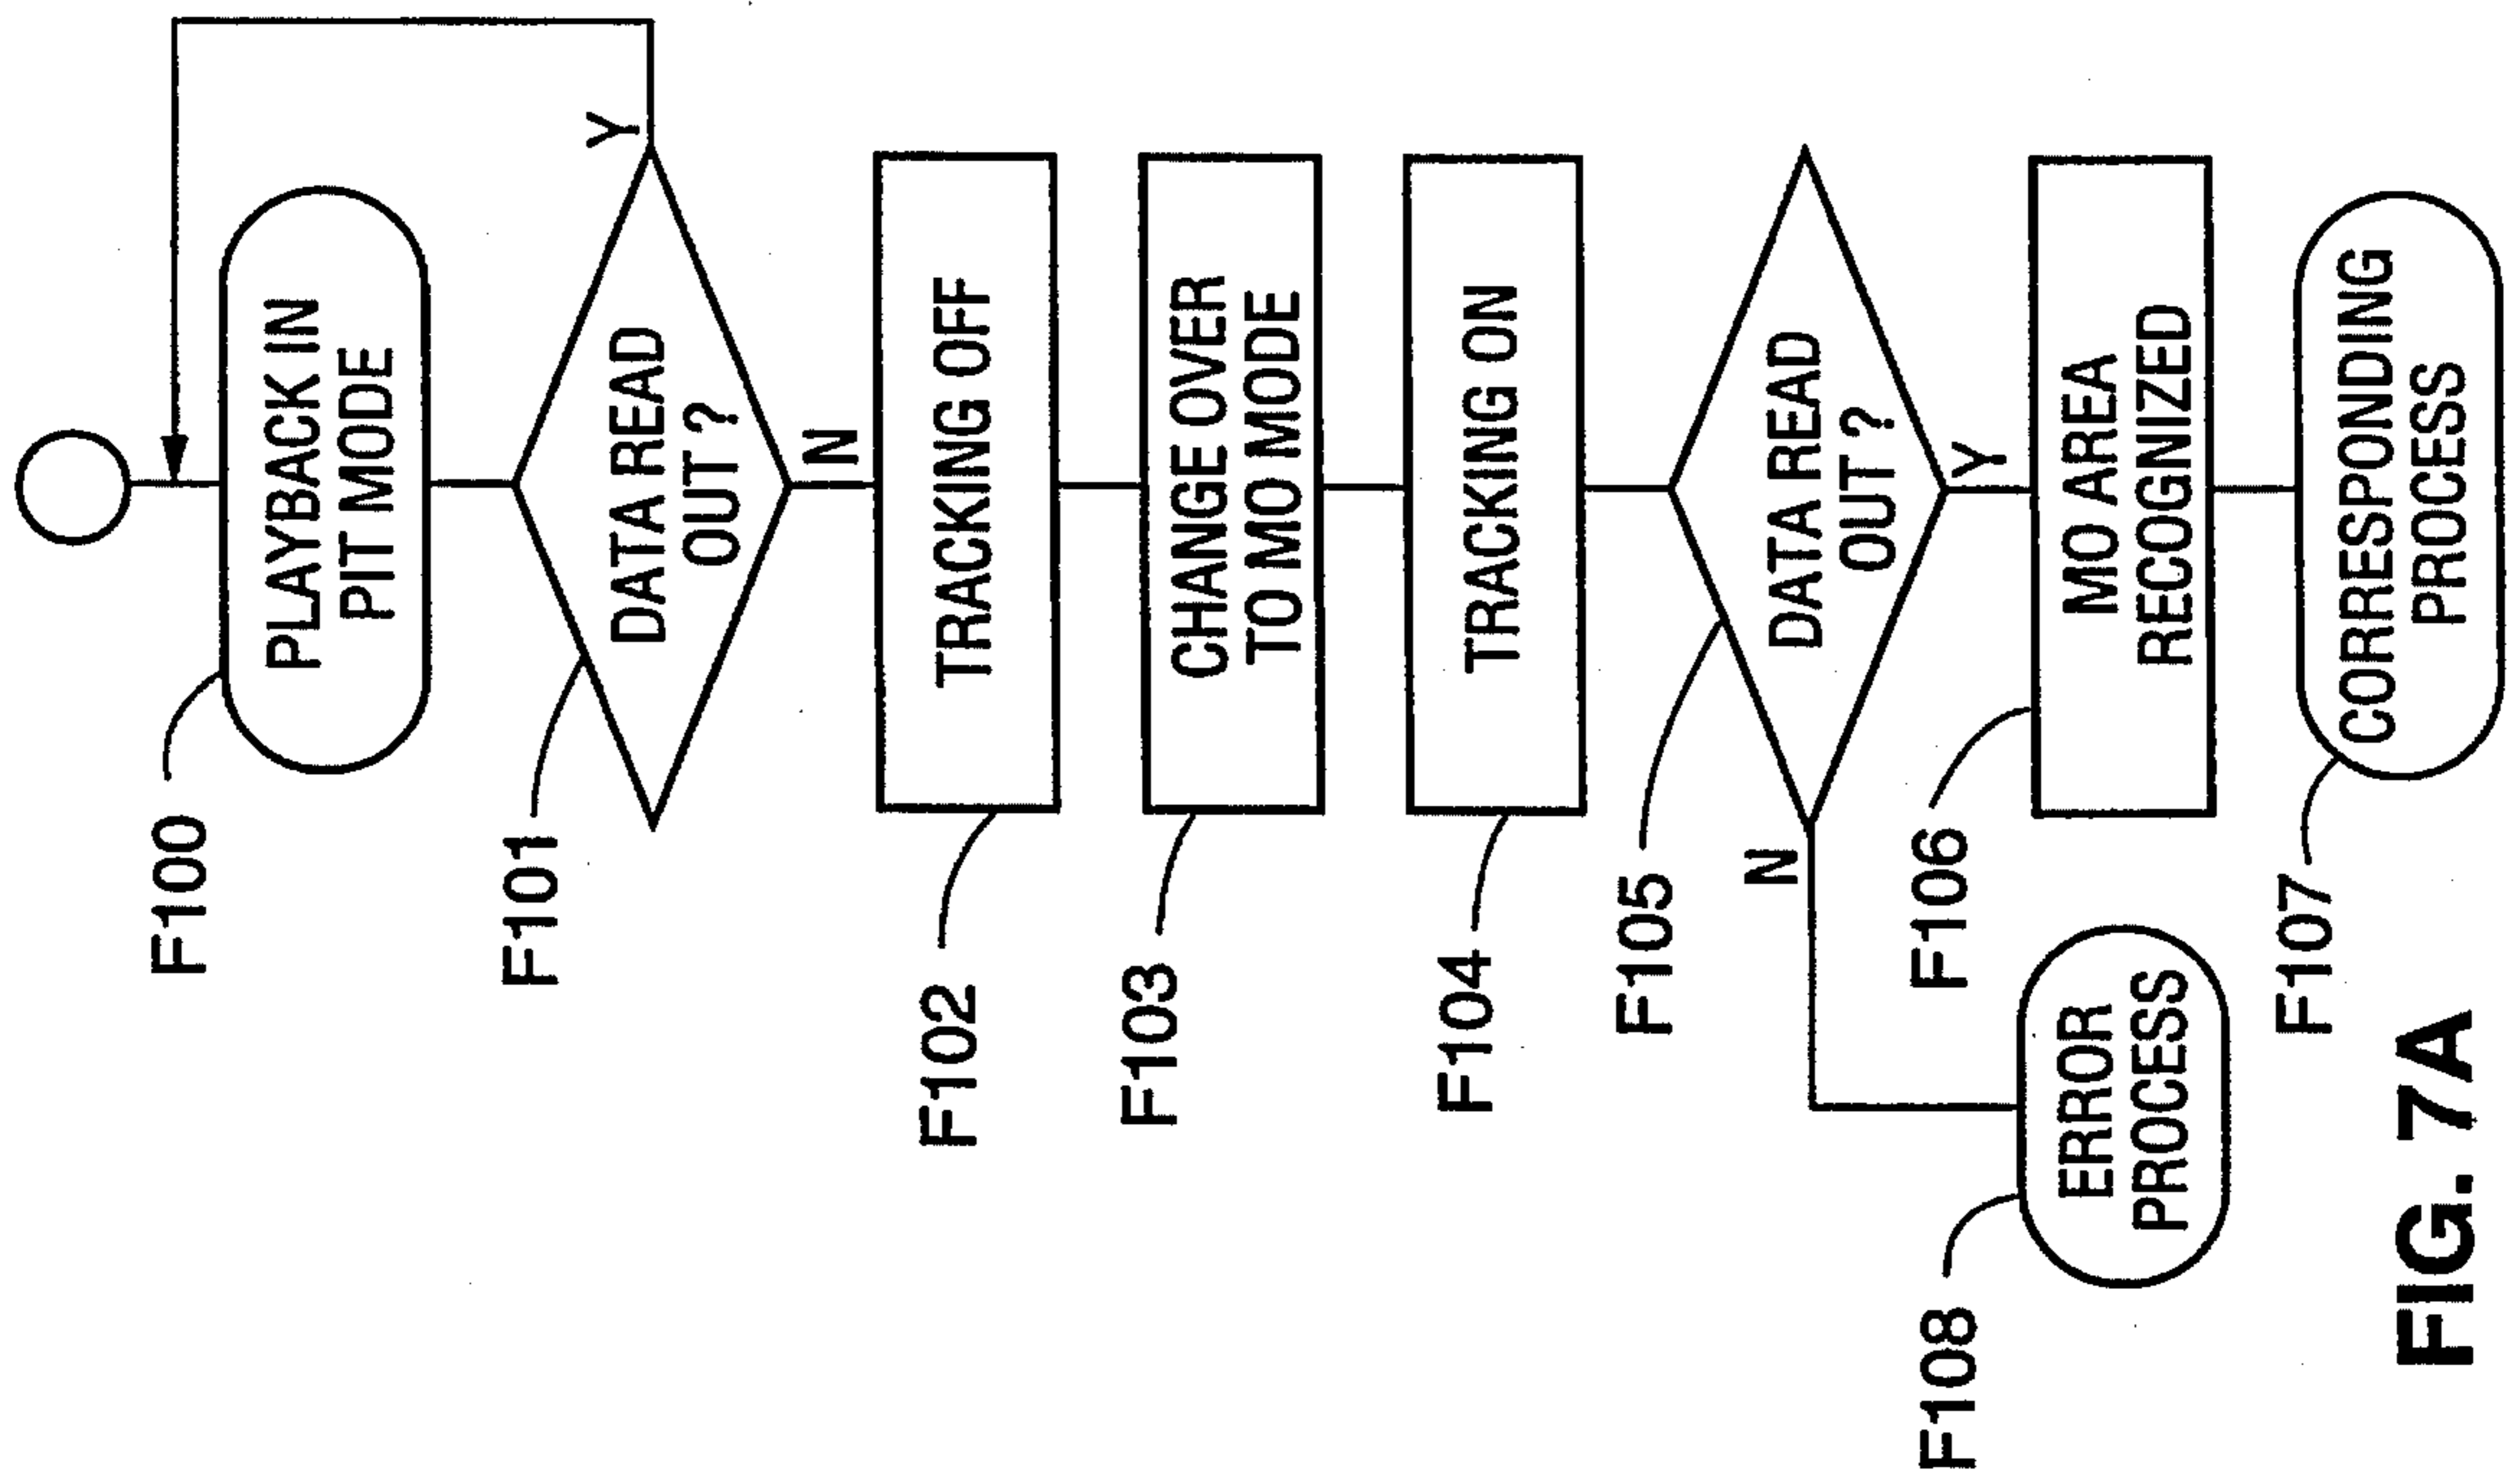 F100
PLAYBACK IN
PIT MODE
F101
DATA READ
OUT ?
Y
N
F102
TRACKING OFF
F103
CHANGE OVER
TO MO MODE
F104
TRACKING ON
F105
DATA READ
OUT ?
N
Y
F106
MO AREA
RECOGNIZED
F108
ERROR
PROCESS
F107
CORRESPONDING
PROCESS
FIG. 7A